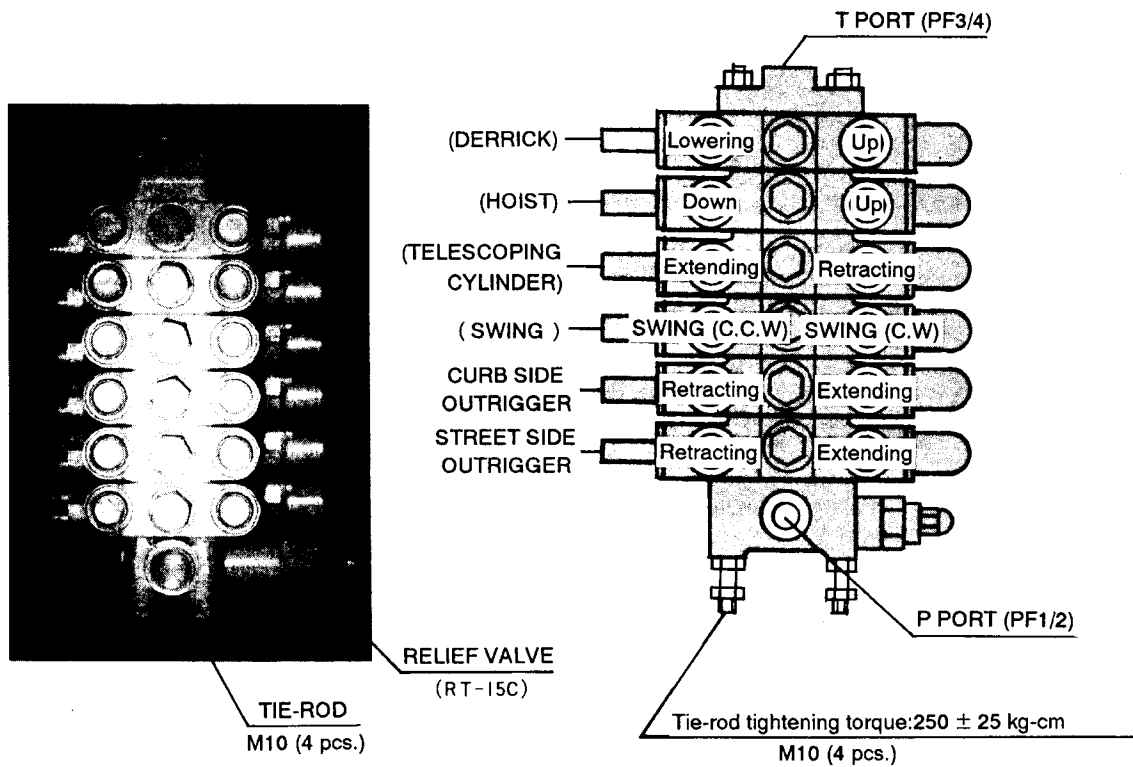 T PORT (PF3/4)
(DERRICK)
Lowering
Up
(HOIST)
Down
Up
(TELESCOPING
CYLINDER)
Extending
Retracting
( SWING )
SWING (C.C.W)
SWING (C.W)
CURB SIDE
OUTRIGGER
Retracting
Extending
STREET SIDE
OUTRIGGER
Retracting
Extending
P PORT (PF1/2)
RELIEF VALVE
(RT-15C)
TIE-ROD
M10 (4 pcs.)
Tie-rod tightening torque:250 ± 25 kg-cm
M10 (4 pcs.)